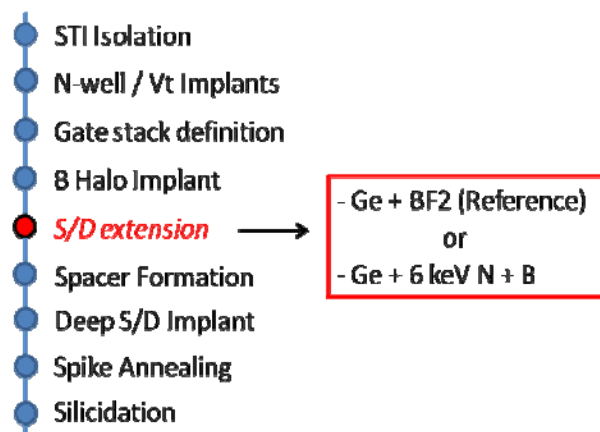 STI Isolation
N-well / Vt Implants
Gate stack definition
B Halo Implant
S/D extension
Spacer Formation
Deep S/D Implant
Spike Annealing
Silicidation
- Ge + BF2 (Reference)
or
- Ge + 6 keV N + B